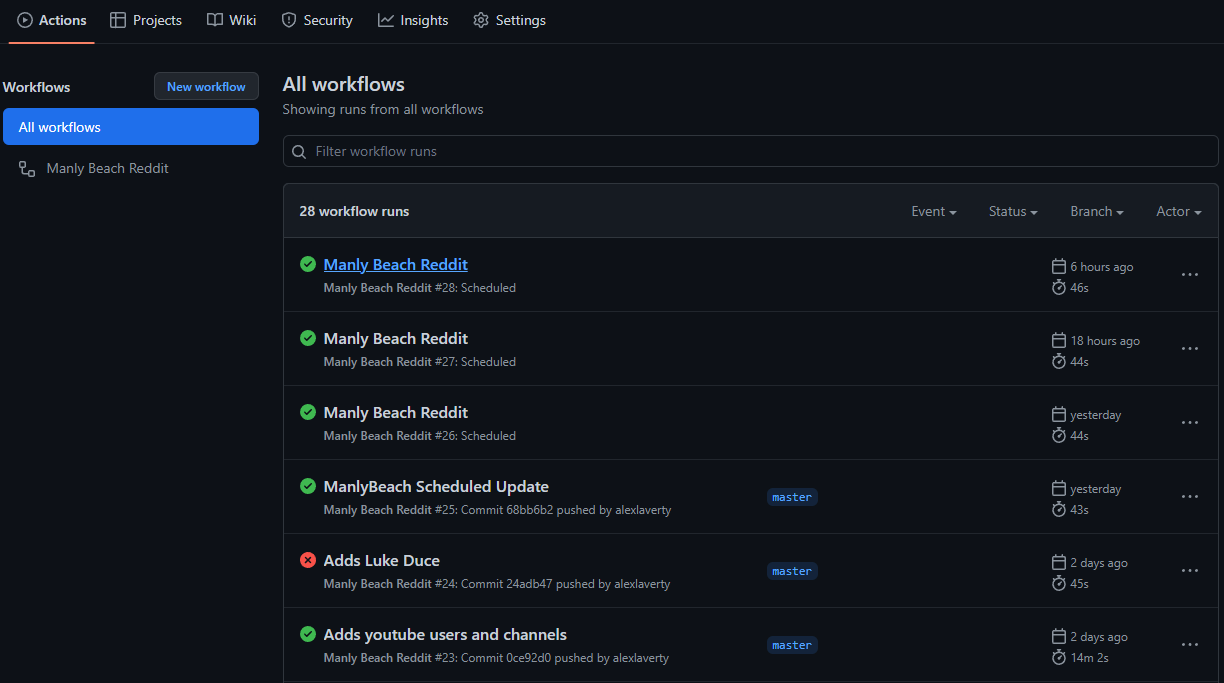 Actions Projects Wiki Security Insights Settings
Workflows New workflow
All workflows
Manly Beach Reddit
All workflows
Showing runs from all workflows
Filter workflow runs
28 workflow runs Event Status Branch Actor
Manly Beach Reddit
Manly Beach Reddit #28: Scheduled
6 hours ago
46s
Manly Beach Reddit
Manly Beach Reddit #27: Scheduled
18 hours ago
44s
Manly Beach Reddit
Manly Beach Reddit #26: Scheduled
yesterday
44s
ManlyBeach Scheduled Update
Manly Beach Reddit #25: Commit 68bb6b2 pushed by alexlaverty
master
yesterday
43s
Adds Luke Duce
Manly Beach Reddit #24: Commit 24adb47 pushed by alexlaverty
master
2 days ago
45s
Adds youtube users and channels
Manly Beach Reddit #23: Commit 0ce92d0 pushed by alexlaverty
master
2 days ago
14m 2s